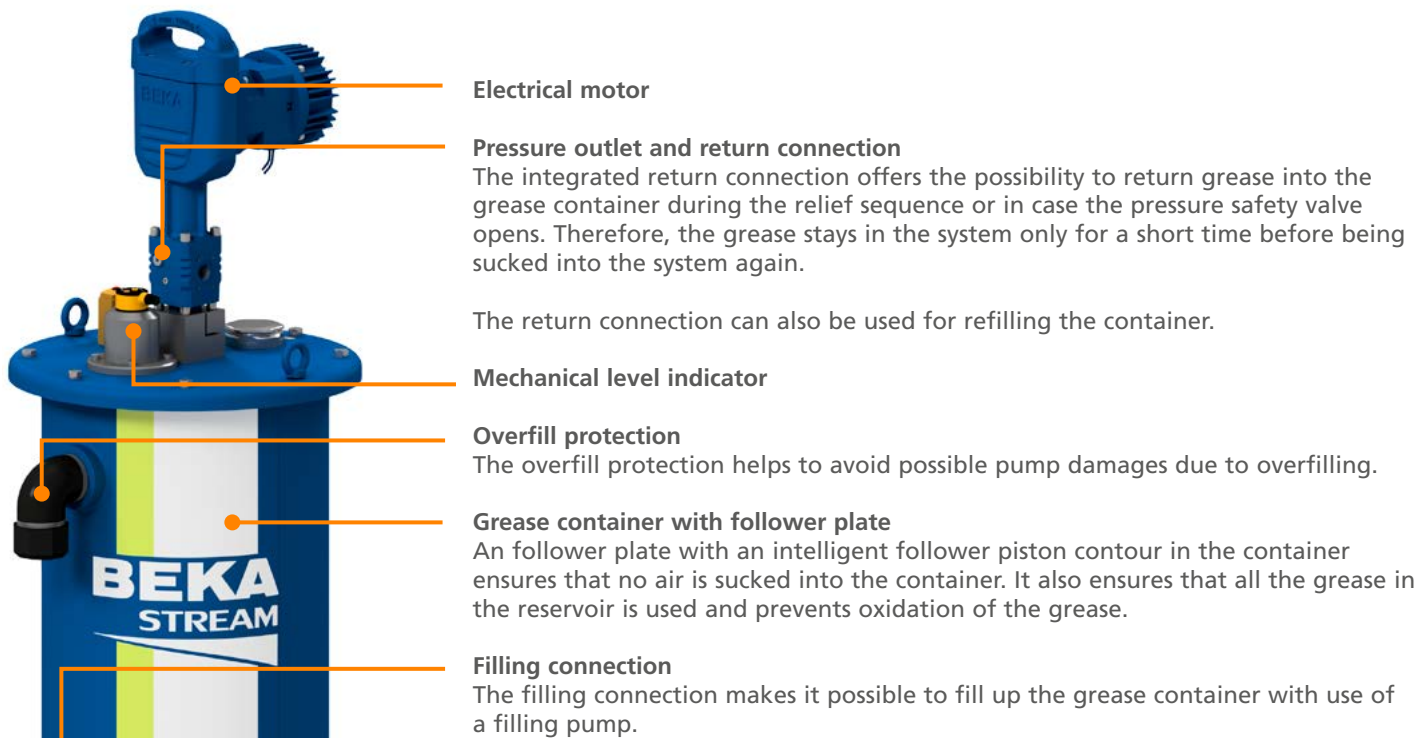 BEKA
Electrical motor
Pressure outlet and return connection
The integrated return connection offers the possibility to return grease into the
grease container during the relief sequence or in case the pressure safety valve
opens. Therefore, the grease stays in the system only for a short time before being
sucked into the system again.
The return connection can also be used for refilling the container.
Mechanical level indicator
Overfill protection
The overfill protection helps to avoid possible pump damages due to overfilling.
Grease container with follower plate
An follower plate with an intelligent follower piston contour in the container
ensures that no air is sucked into the container. It also ensures that all the grease in
the reservoir is used and prevents oxidation of the grease.
BEKA
STREAM
Filling connection
The filling connection makes it possible to fill up the grease container with use of
a filling pump.